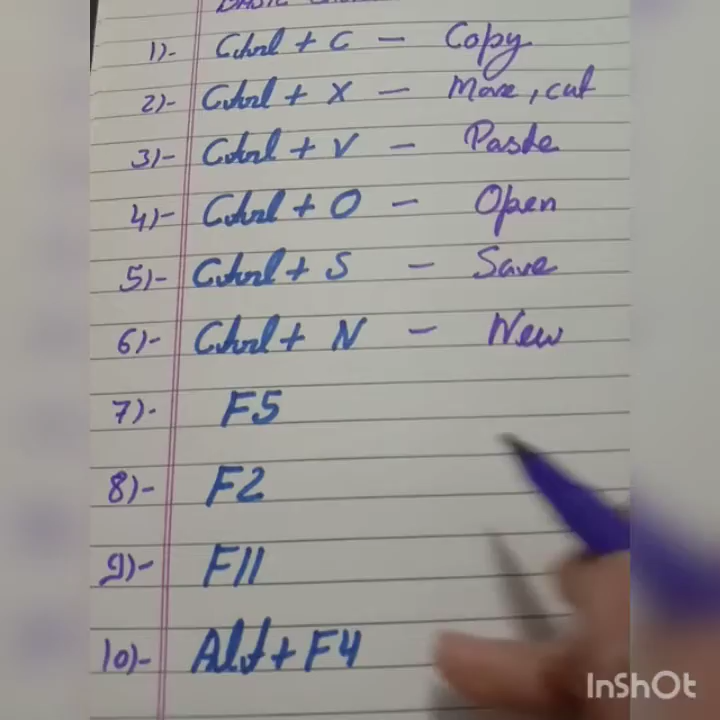 1)- Ctrl + C - Copy
2)- Ctrl + X - Move, cut
3)- Ctrl + V - Paste
4)- Ctrl + O - Open
5)- Ctrl + S - Save
6)- Ctrl + N - New
7)- F5
8)- F2
9)- F11
10)- Alt + F4
InShOt